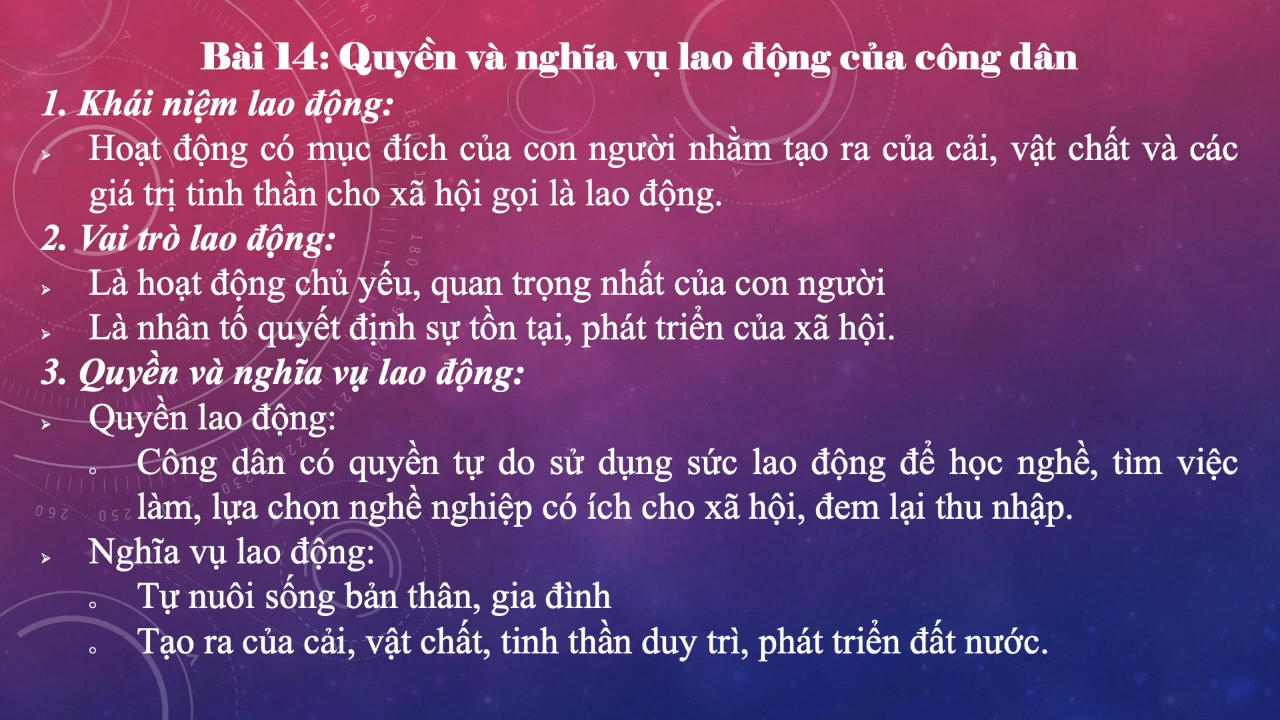 Bài 14: Quyền và nghĩa vụ lao động của công dân
1. Khái niệm lao động:
Hoạt động có mục đích của con người nhằm tạo ra của cải, vật chất và các
giá trị tinh thần cho xã hội gọi là lao động.
2. Vai trò lao động:
Là hoạt động chủ yếu, quan trọng nhất của con người
Là nhân tố quyết định sự tồn tại, phát triển của xã hội.
3. Quyền và nghĩa vụ lao động:
Quyền lao động:
Công dân có quyền tự do sử dụng sức lao động để học nghề, tìm việc
làm, lựa chọn nghề nghiệp có ích cho xã hội, đem lại thu nhập.
Nghĩa vụ lao động:
Tự nuôi sống bản thân, gia đình
Tạo ra của cải, vật chất, tinh thần duy trì, phát triển đất nước.